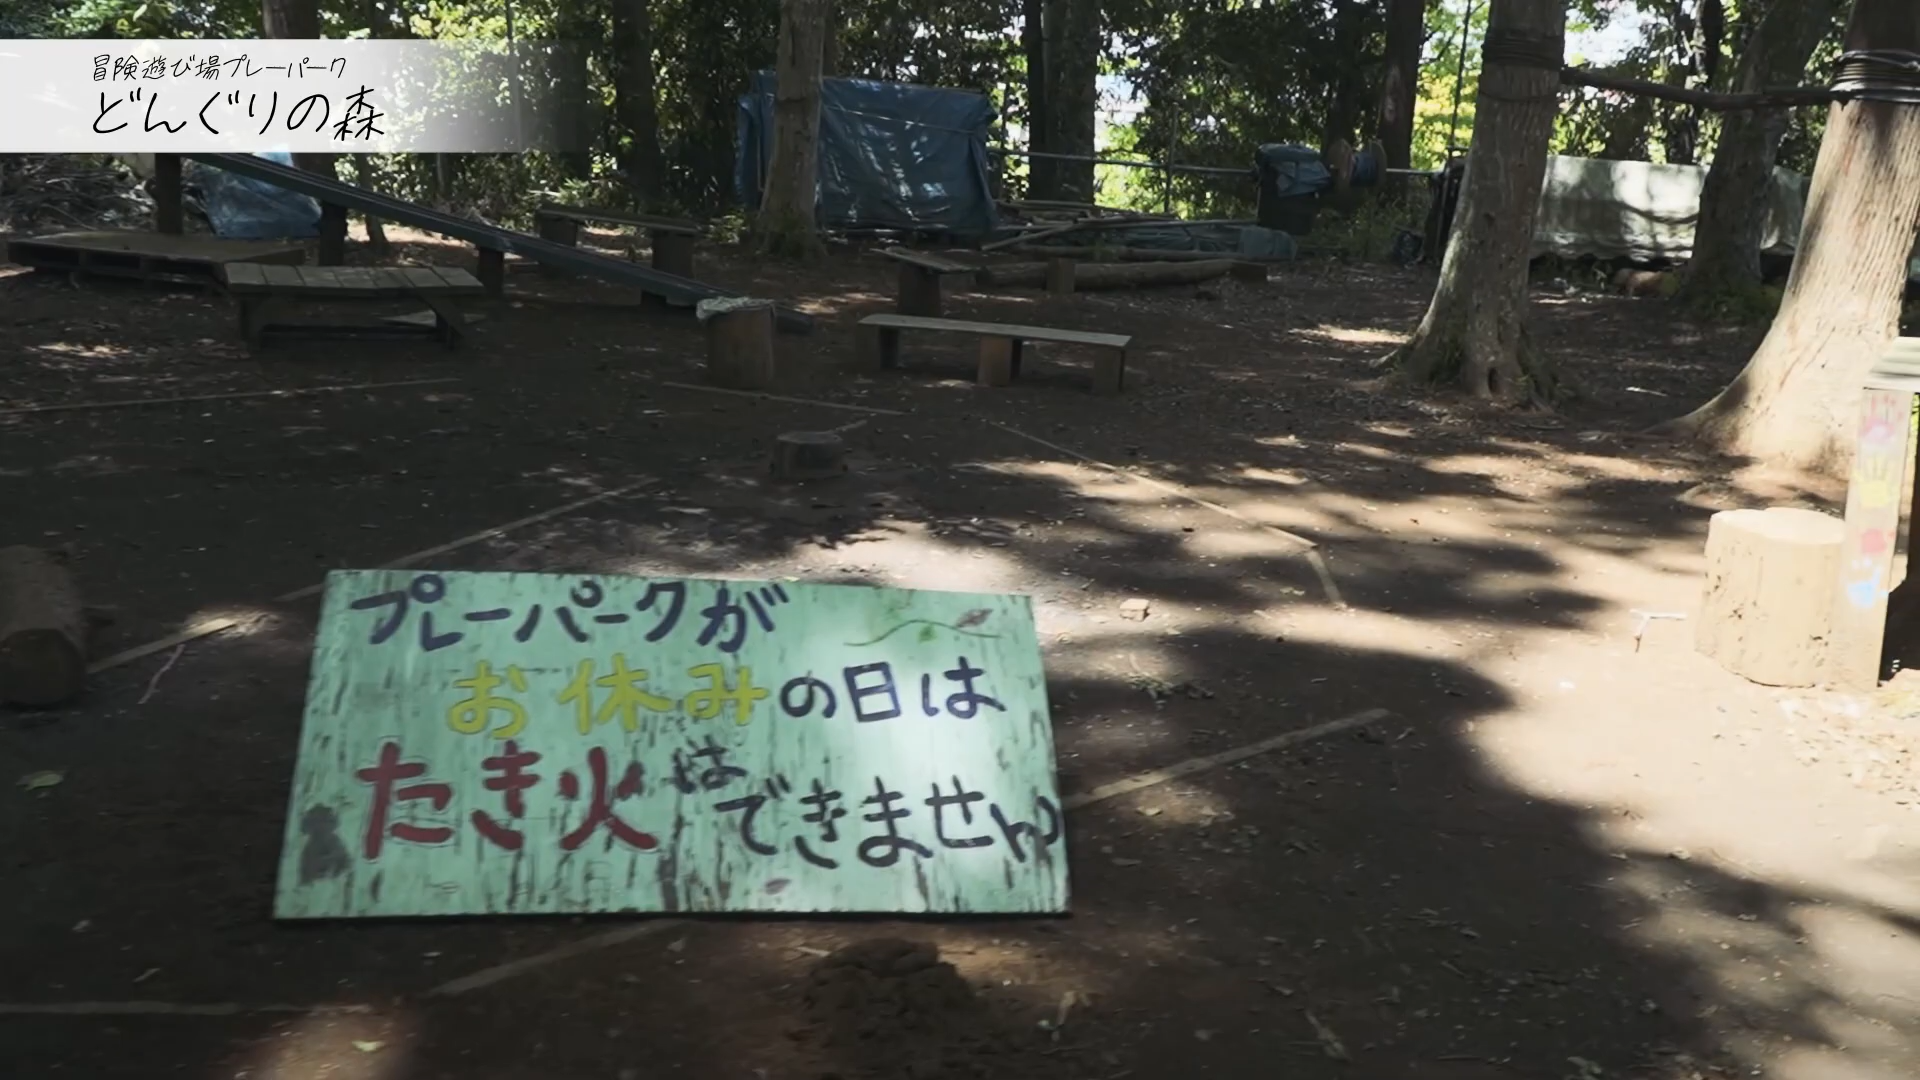 冒険遊び場プレーパーク
どんぐりの森
プレーパークが
お休みの日は
たき火は
できません